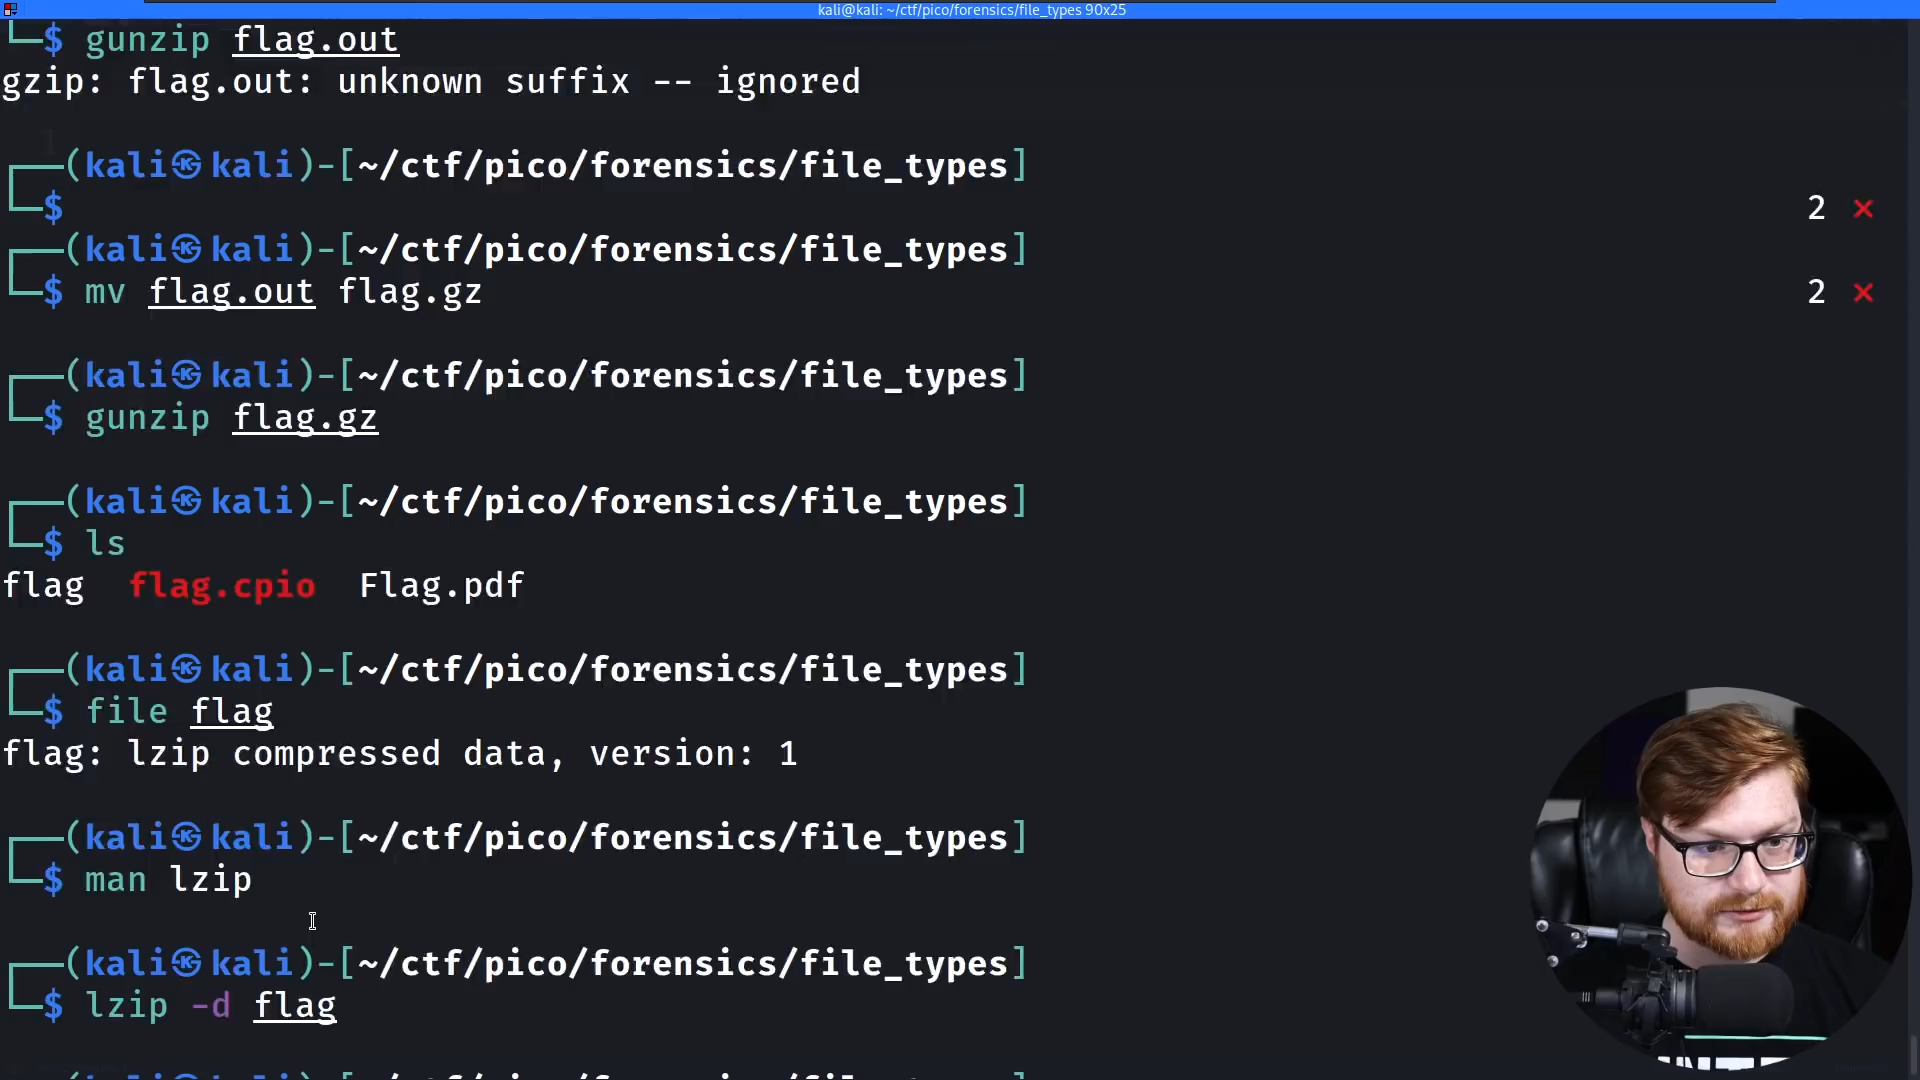 kali@kali: ~/ctf/pico/forensics/file_types 90x25
└─$ gunzip flag.out
gzip: flag.out: unknown suffix -- ignored
┌──(kali㉿kali)-[~/ctf/pico/forensics/file_types]
└─$ 2 ⨯
┌──(kali㉿kali)-[~/ctf/pico/forensics/file_types]
└─$ mv flag.out flag.gz 2 ⨯
┌──(kali㉿kali)-[~/ctf/pico/forensics/file_types]
└─$ gunzip flag.gz
┌──(kali㉿kali)-[~/ctf/pico/forensics/file_types]
└─$ ls
flag flag.cpio Flag.pdf
┌──(kali㉿kali)-[~/ctf/pico/forensics/file_types]
└─$ file flag
flag: lzip compressed data, version: 1
┌──(kali㉿kali)-[~/ctf/pico/forensics/file_types]
└─$ man lzip
┌──(kali㉿kali)-[~/ctf/pico/forensics/file_types]
└─$ lzip -d flag